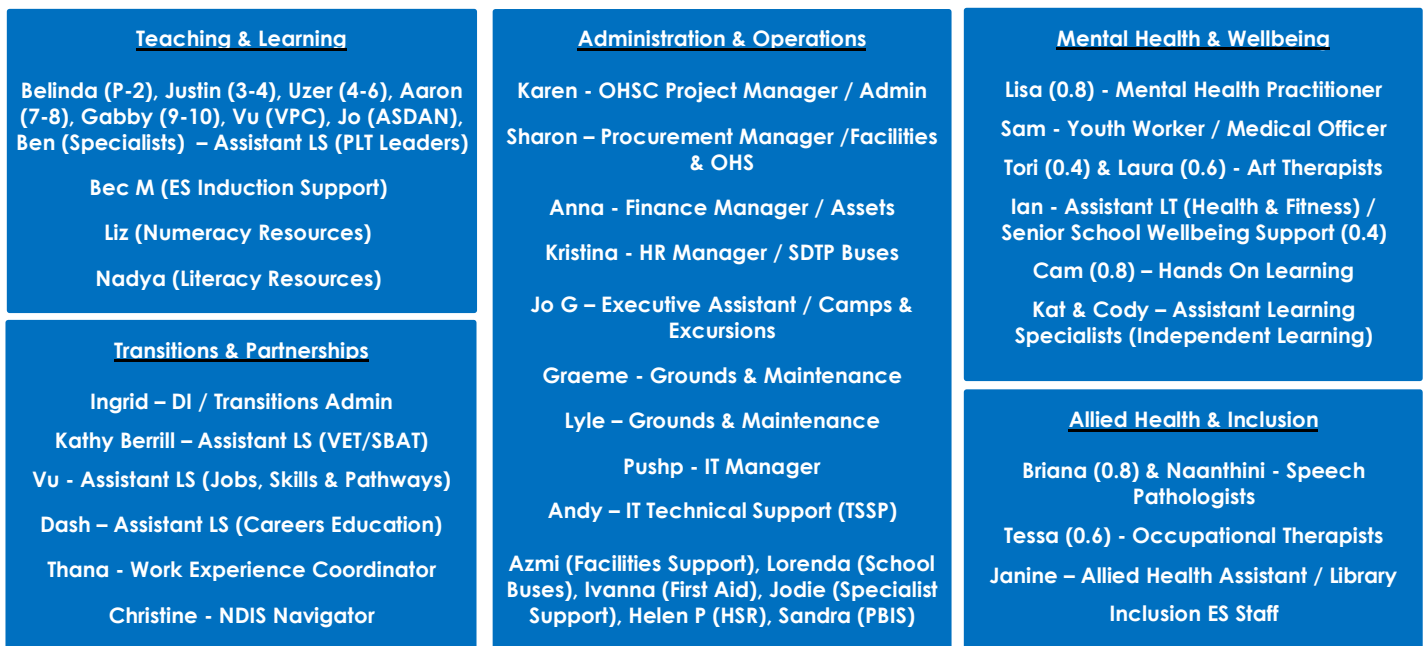 Teaching & Learning
Belinda (P-2), Justin (3-4), Uzer (4-6), Aaron
(7-8), Gabby (9-10), Vu (VPC), Jo (ASDAN),
Ben (Specialists) – Assistant LS (PLT Leaders)
Bec M (ES Induction Support)
Liz (Numeracy Resources)
Nadya (Literacy Resources)
Transitions & Partnerships
Ingrid – DI / Transitions Admin
Kathy Berrill – Assistant LS (VET/SBAT)
Vu - Assistant LS (Jobs, Skills & Pathways)
Dash – Assistant LS (Careers Education)
Thana - Work Experience Coordinator
Christine - NDIS Navigator
Administration & Operations
Karen - OHSC Project Manager / Admin
Sharon – Procurement Manager /Facilities
& OHS
Anna - Finance Manager / Assets
Kristina - HR Manager / SDTP Buses
Jo G – Executive Assistant / Camps &
Excursions
Graeme - Grounds & Maintenance
Lyle – Grounds & Maintenance
Pushp - IT Manager
Andy – IT Technical Support (TSSP)
Azmi (Facilities Support), Lorenda (School
Buses), Ivanna (First Aid), Jodie (Specialist
Support), Helen P (HSR), Sandra (PBIS)
Mental Health & Wellbeing
Lisa (0.8) - Mental Health Practitioner
Sam - Youth Worker / Medical Officer
Tori (0.4) & Laura (0.6) - Art Therapists
Ian - Assistant LT (Health & Fitness) /
Senior School Wellbeing Support (0.4)
Cam (0.8) – Hands On Learning
Kat & Cody – Assistant Learning
Specialists (Independent Learning)
Allied Health & Inclusion
Briana (0.8) & Naanthini - Speech
Pathologists
Tessa (0.6) - Occupational Therapists
Janine – Allied Health Assistant / Library
Inclusion ES Staff